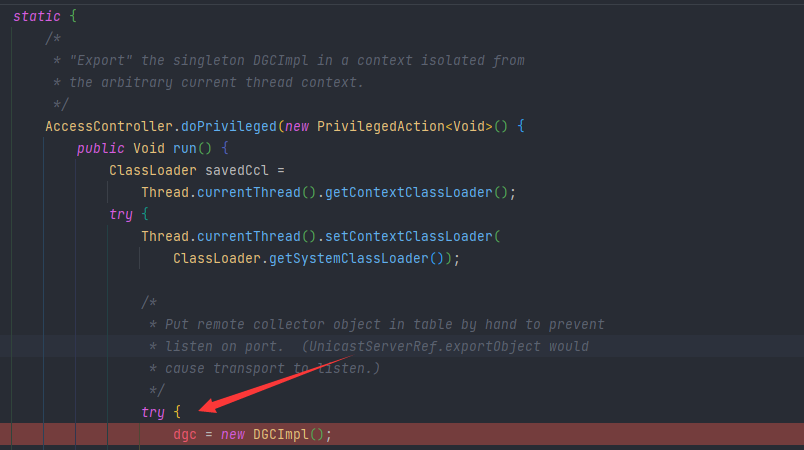 static {
/*
* "Export" the singleton DGCImpl in a context isolated from
* the arbitrary current thread context.
*/
AccessController.doPrivileged(new PrivilegedAction<Void>() {
public Void run() {
ClassLoader savedCcl =
Thread.currentThread().getContextClassLoader();
try {
Thread.currentThread().setContextClassLoader(
ClassLoader.getSystemClassLoader());
/*
* Put remote collector object in table by hand to prevent
* listen on port.  (UnicastServerRef.exportObject would
* cause transport to listen.)
*/
try {
dgc = new DGCImpl();